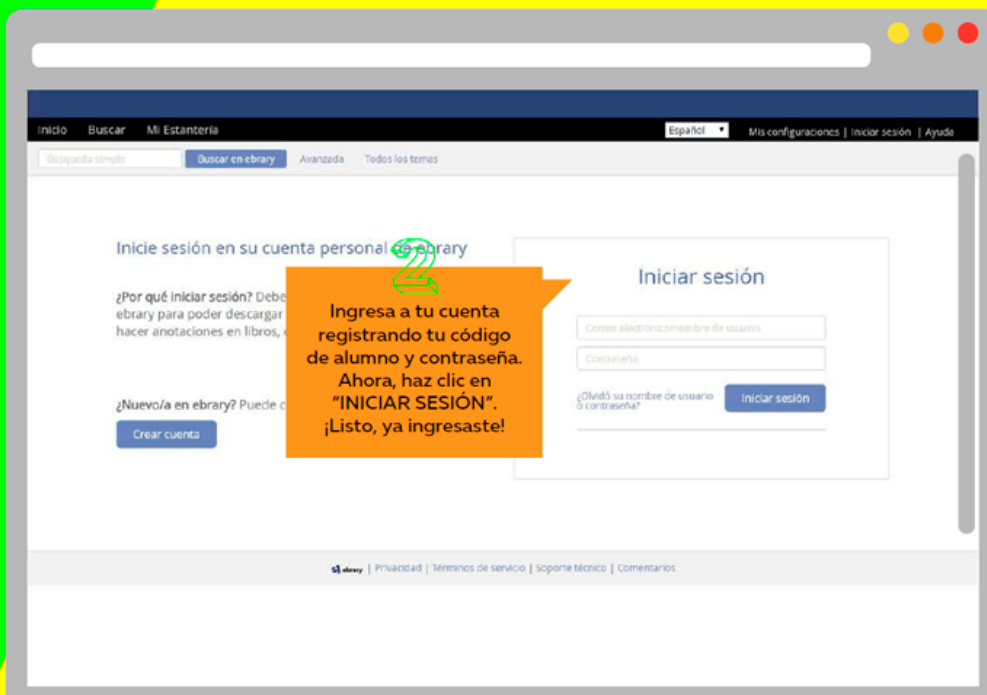 Inicio Buscar Mi Estantería Español Mis configuraciones | Iniciar sesión | Ayuda
Búsqueda simple Buscar en ebrary Avanzada Todos los temas
Inicie sesión en su cuenta personal de ebrary
¿Por qué iniciar sesión? Debe
ebrary para poder descargar
hacer anotaciones en libros,
¿Nuevo/a en ebrary? Puede
Crear cuenta
2
Ingresa a tu cuenta
registrando tu código
de alumno y contraseña.
Ahora, haz clic en
"INICIAR SESIÓN".
¡Listo, ya ingresaste!
Iniciar sesión
Correo electrónico/nombre de usuario
Contraseña
¿Olvidó su nombre de usuario
o contraseña?
Iniciar sesión
ebrary | Privacidad | Términos de servicio | Soporte técnico | Comentarios